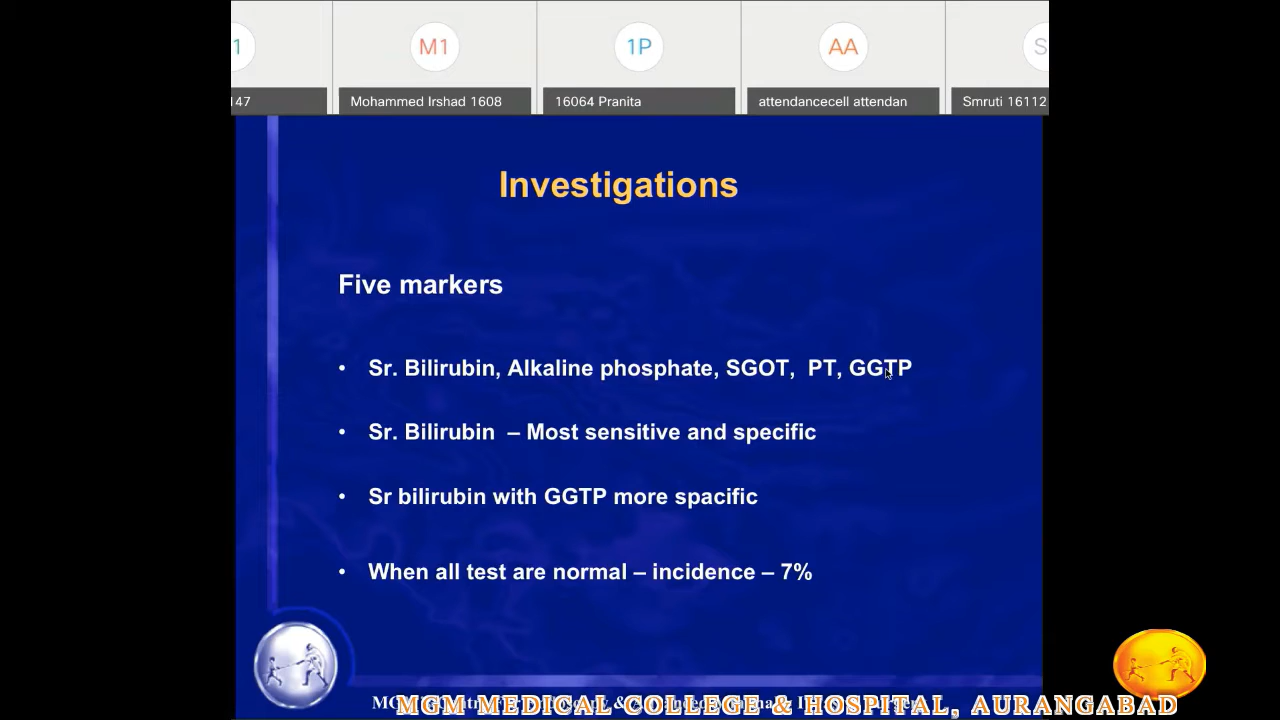 1
M1
1P
AA
S
147
Mohammed Irshad 1608
16064 Pranita
attendancecell attendan
Smruti 16112
Investigations
Five markers
• Sr. Bilirubin, Alkaline phosphate, SGOT, PT, GGTP
• Sr. Bilirubin – Most sensitive and specific
• Sr bilirubin with GGTP more spacific
• When all test are normal – incidence – 7%
MGM MEDICAL COLLEGE & HOSPITAL, AURANGABAD